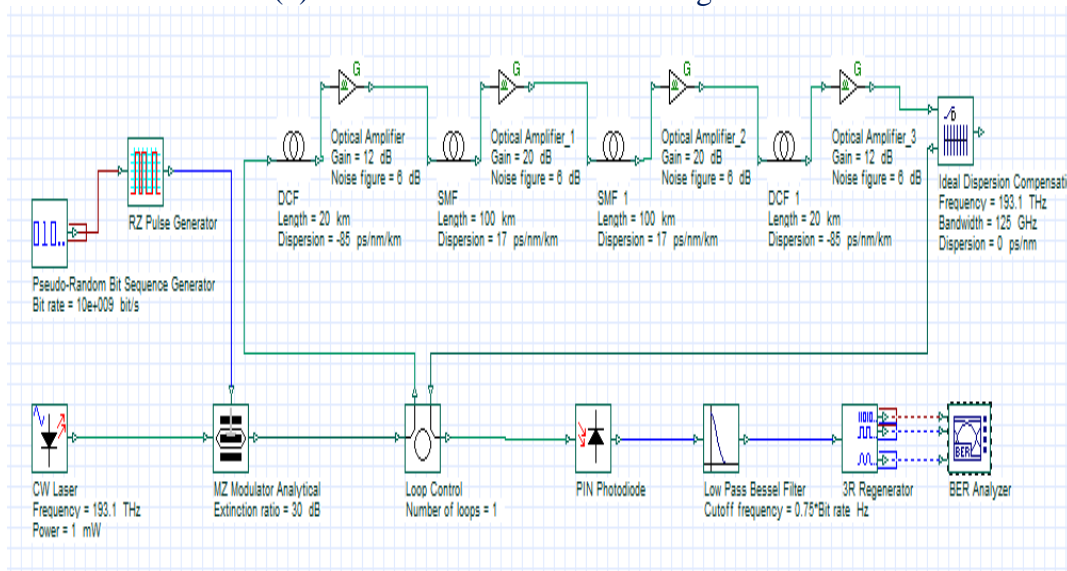 G
G
G
G
Optical Amplifier
Gain = 12 dB
Noise figure = 6 dB
Optical Amplifier_1
Gain = 20 dB
Noise figure = 6 dB
Optical Amplifier_2
Gain = 20 dB
Noise figure = 6 dB
Optical Amplifier_3
Gain = 12 dB
Noise figure = 6 dB
DCF
Length = 20 km
Dispersion = -85 ps/nm/km
SMF
Length = 100 km
Dispersion = 17 ps/nm/km
SMF 1
Length = 100 km
Dispersion = 17 ps/nm/km
DCF 1
Length = 20 km
Dispersion = -85 ps/nm/km
Ideal Dispersion Compensati
Frequency = 193.1 THz
Bandwidth = 125 GHz
Dispersion = 0 ps/nm
RZ Pulse Generator
010..
Pseudo-Random Bit Sequence Generator
Bit rate = 10e+009 bit/s
CW Laser
Frequency = 193.1 THz
Power = 1 mW
MZ Modulator Analytical
Extinction ratio = 30 dB
Loop Control
Number of loops = 1
PIN Photodiode
Low Pass Bessel Filter
Cutoff frequency = 0.75*Bit rate Hz
3R Regenerator
BER
BER Analyzer